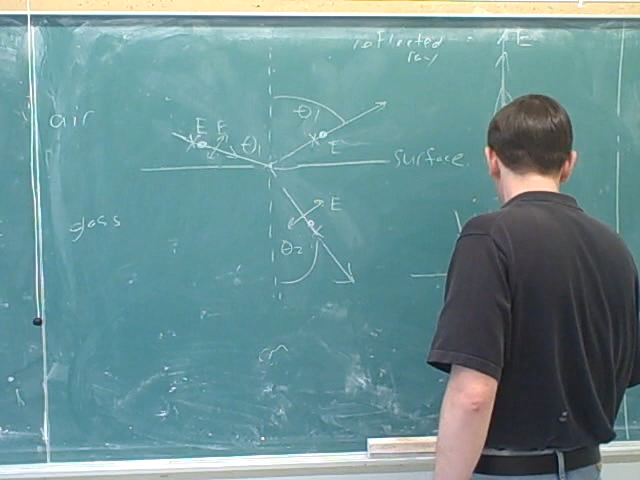 reflected
ray
E
air
E E
θ1
θ1
E
surface
glass
E
θ2